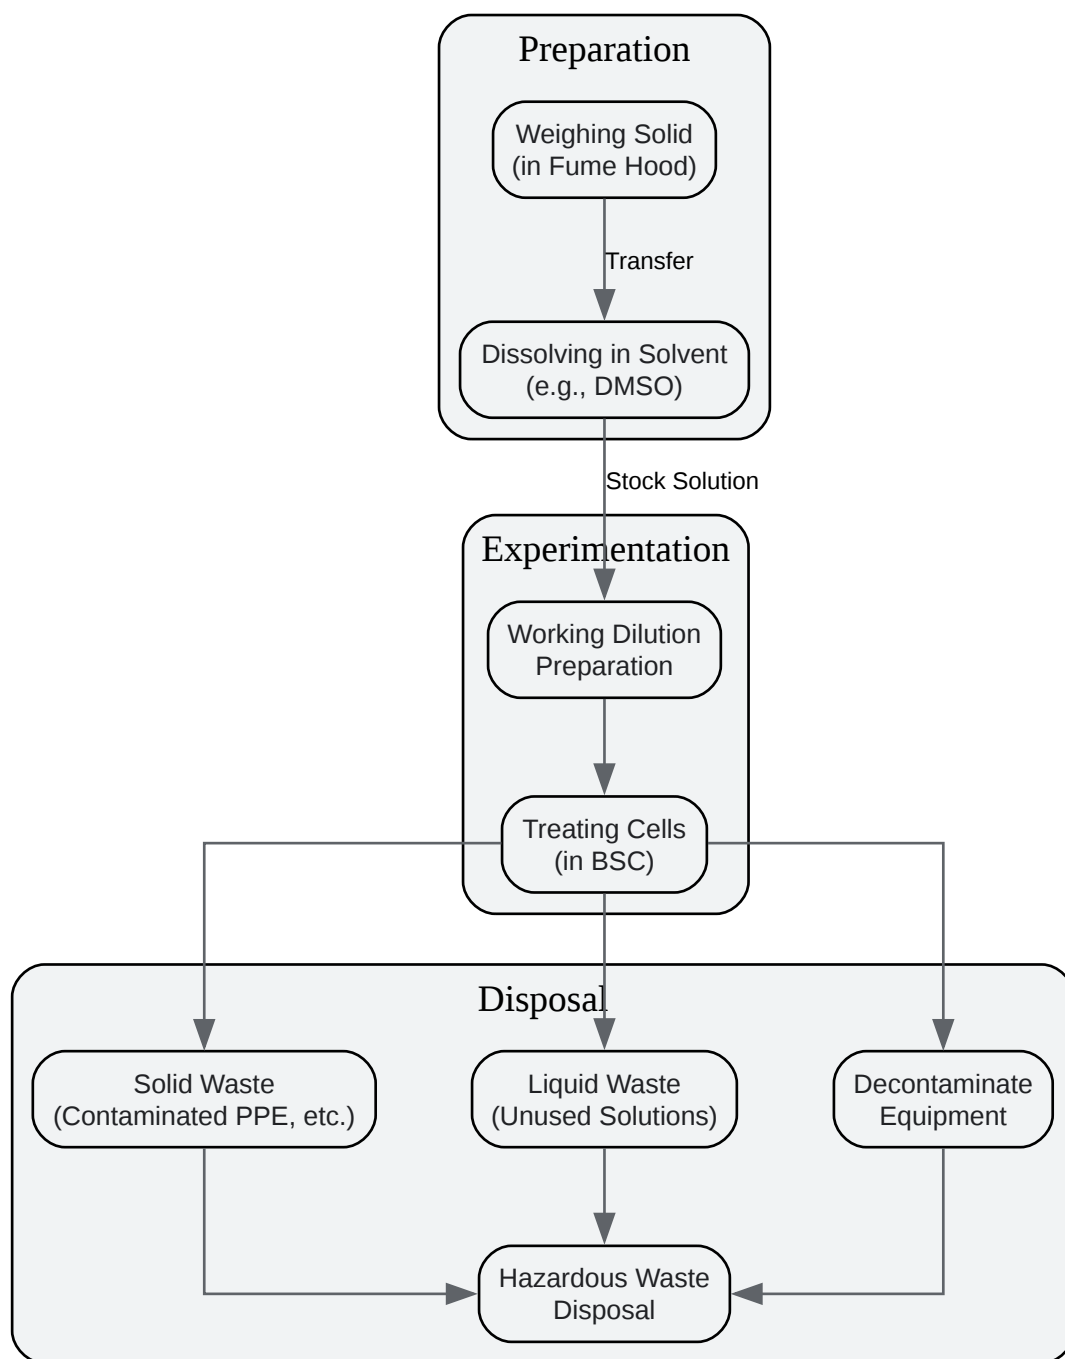 Preparation
Weighing Solid
(in Fume Hood)
Transfer
Dissolving in Solvent
(e.g., DMSO)
Stock Solution
Experimentation
Working Dilution
Preparation
Treating Cells
(in BSC)
Disposal
Solid Waste
(Contaminated PPE, etc.)
Liquid Waste
(Unused Solutions)
Decontaminate
Equipment
Hazardous Waste
Disposal